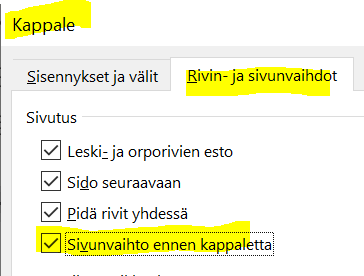 Kappale
Sisennykset ja välit
Rivin- ja sivunvaihdot
Sivutus
Leski- ja orporivien esto
Sido seuraavaan
Pidä rivit yhdessä
Sivunvaihto ennen kappaletta